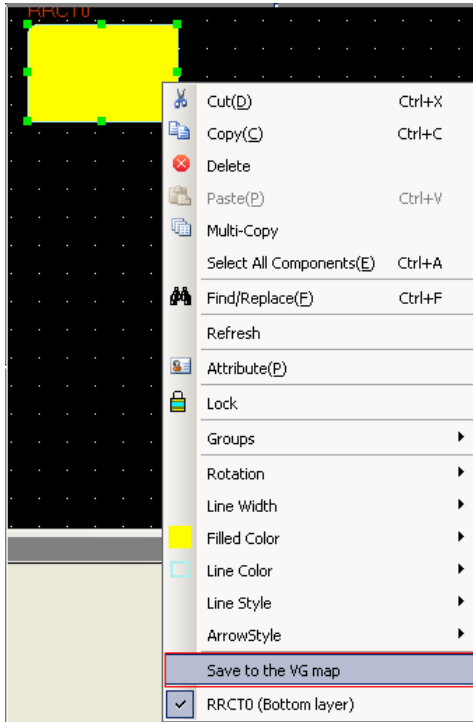 RRCT0
Cut(D) Ctrl+X
Copy(C) Ctrl+C
Delete
Paste(P) Ctrl+V
Multi-Copy
Select All Components(E) Ctrl+A
Find/Replace(F) Ctrl+F
Refresh
Attribute(P)
Lock
Groups
Rotation
Line Width
Filled Color
Line Color
Line Style
ArrowStyle
Save to the VG map
RRCT0 (Bottom layer)